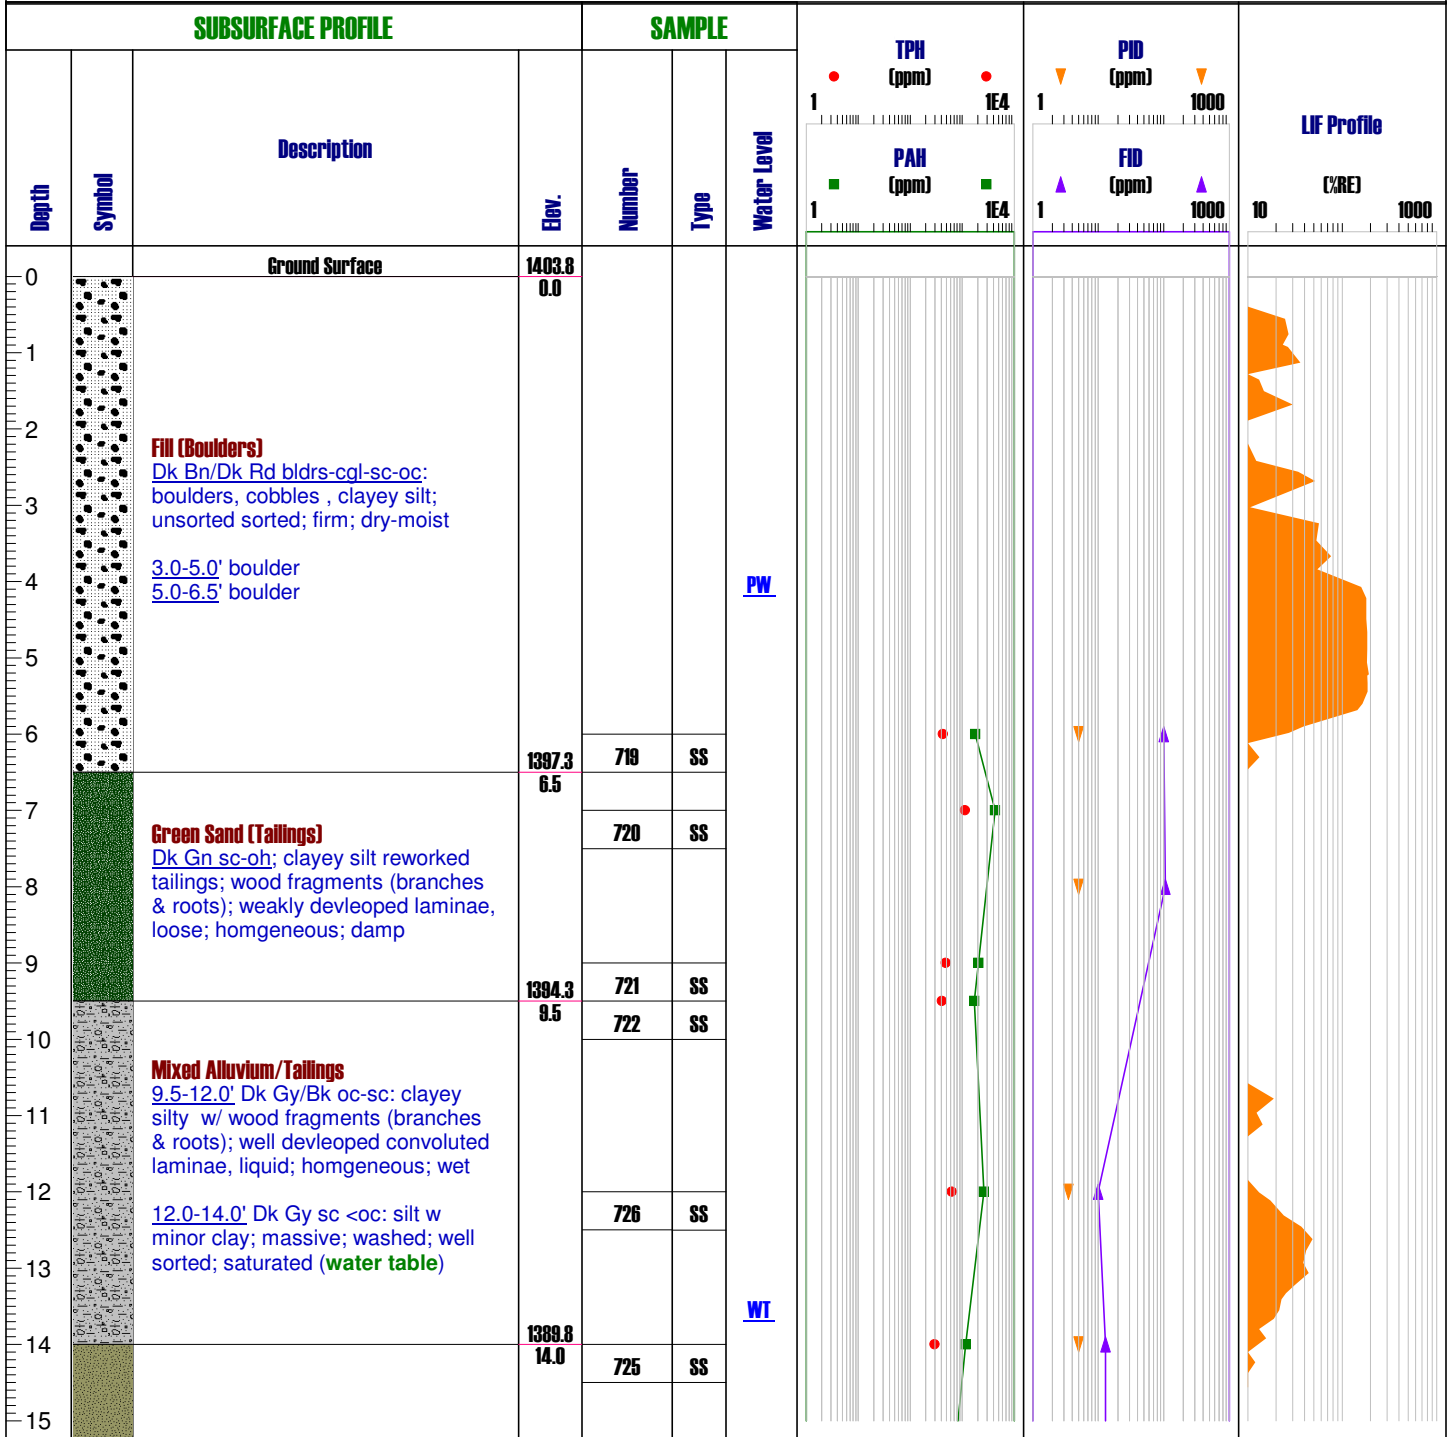 SUBSURFACE PROFILE
SAMPLE
Depth
Symbol
Description
Elev.
Number
Type
Water Level
TPH
(ppm)
1 1E4
PAH
(ppm)
1 1E4
PID
(ppm)
1 1000
FID
(ppm)
1 1000
LIF Profile
(%RE)
10 1000
0
Ground Surface
1403.8
0.0
1
2
Fill (Boulders)
Dk Bn/Dk Rd bldrs-cgl-sc-oc:
boulders, cobbles , clayey silt;
unsorted sorted; firm; dry-moist
3
3.0-5.0' boulder
5.0-6.5' boulder
4
PW
5
6
1397.3
719 SS
6.5
7
Green Sand (Tailings)
720 SS
Dk Gn sc-oh; clayey silt reworked
tailings; wood fragments (branches
& roots); weakly devleoped laminae,
loose; homgeneous; damp
8
9
1394.3
721 SS
9.5
722 SS
10
Mixed Alluvium/Tailings
9.5-12.0' Dk Gy/Bk oc-sc: clayey
silty w/ wood fragments (branches
& roots); well devleoped convoluted
laminae, liquid; homgeneous; wet
11
12
12.0-14.0' Dk Gy sc <oc: silt w
minor clay; massive; washed; well
sorted; saturated (water table)
726 SS
13
WT
1389.8
14
14.0
725 SS
15